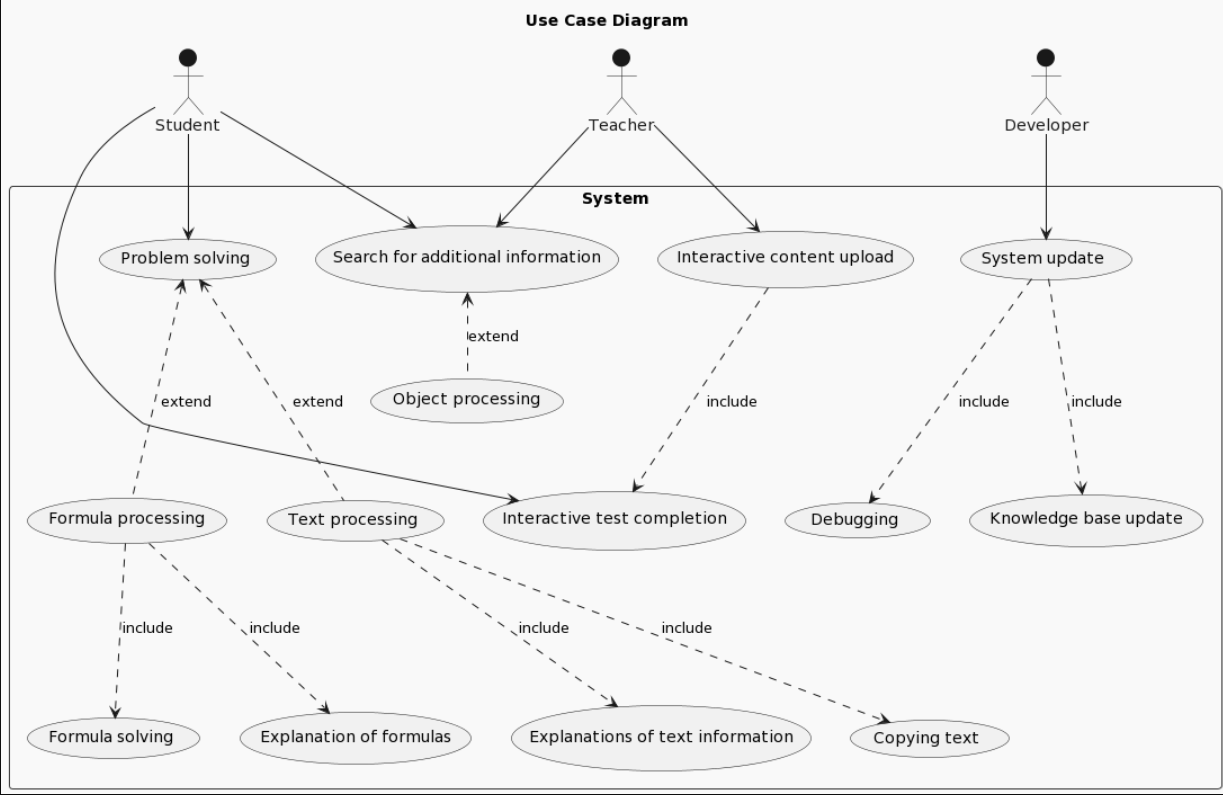 Use Case Diagram
Student
Teacher
Developer
System
Problem solving
Search for additional information
Interactive content upload
System update
extend
Object processing
extend
extend
include
include
include
Formula processing
Text processing
Interactive test completion
Debugging
Knowledge base update
include
include
include
include
Formula solving
Explanation of formulas
Explanations of text information
Copying text